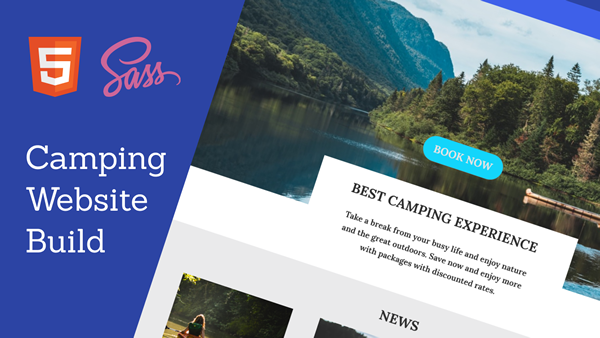 5
Sass
Camping
Website
Build
BOOK NOW
BEST CAMPING EXPERIENCE
Take a break from your busy life and enjoy nature
and the great outdoors. Save now and enjoy more
with packages with discounted rates.
NEWS